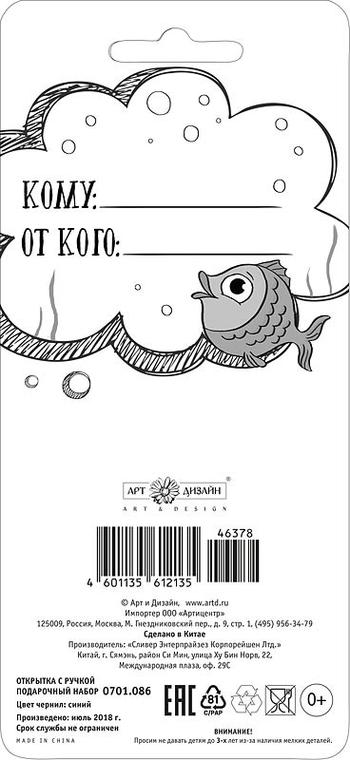 КОМУ:
ОТ КОГО:
АРТ ДИЗАЙН®
ART & DESIGN
46378
4 601135 612135
© Арт и Дизайн, www.artd.ru
Импортер ООО «Артицентр»
125009, Россия, Москва, М. Гнездниковский пер., д. 9, стр. 1, (495) 956-34-79
Сделано в Китае
Производитель: «Сливер Энтерпрайзез Корпорейшен Лтд.»
Китай, г. Сямэнь, район Си Мин, улица Ху Бин Норв, 22,
Международная плаза, оф. 29С
ОТКРЫТКА С РУЧКОЙ
ПОДАРОЧНЫЙ НАБОР 0701.086
Цвет чернил: синий
Произведено: июль 2018 г.
Срок службы не ограничен
MADE IN CHINA
EAC
81
C/PAP
0+
ВНИМАНИЕ!
Просим не давать детям до 3-х лет из-за наличия мелких деталей.